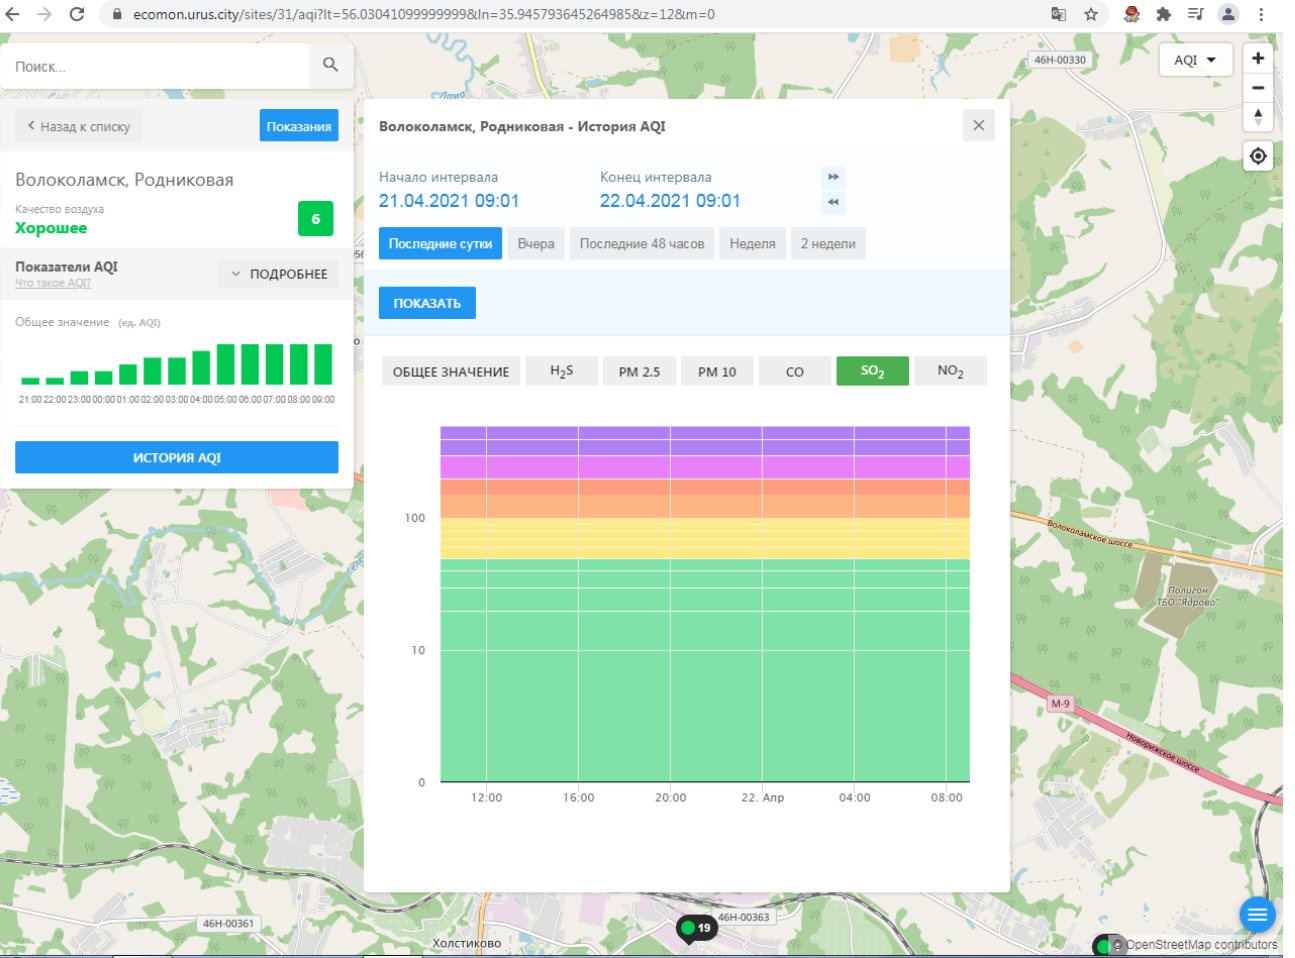 ecomon.urus.city/sites/31/aqi?lt=56.03041099999999&ln=35.945793645264985&z=12&m=0
Поиск...
46Н-00330
AQI
Назад к списку
Показания
Волоколамск, Родниковая - История AQI
Волоколамск, Родниковая
Качество воздуха
Хорошее
6
Начало интервала
Конец интервала
21.04.2021 09:01
22.04.2021 09:01
Последние сутки
Вчера
Последние 48 часов
Неделя
2 недели
Показатели AQI
Что такое AQI?
ПОДРОБНЕЕ
ПОКАЗАТЬ
Общее значение (ед. AQI)
21:00 22:00 23:00 00:00 01:00 02:00 03:00 04:00 05:00 06:00 07:00 08:00 09:00
ИСТОРИЯ AQI
ОБЩЕЕ ЗНАЧЕНИЕ
H2S
PM 2.5
PM 10
CO
SO2
NO2
100
10
0
12:00
16:00
20:00
22. Апр
04:00
08:00
Волоколамское шоссе
Полигон
ТБО "Ядрово"
М-9
Новорижское шоссе
Лама
46Н-00361
46Н-00363
19
Холстиково
© OpenStreetMap contributors